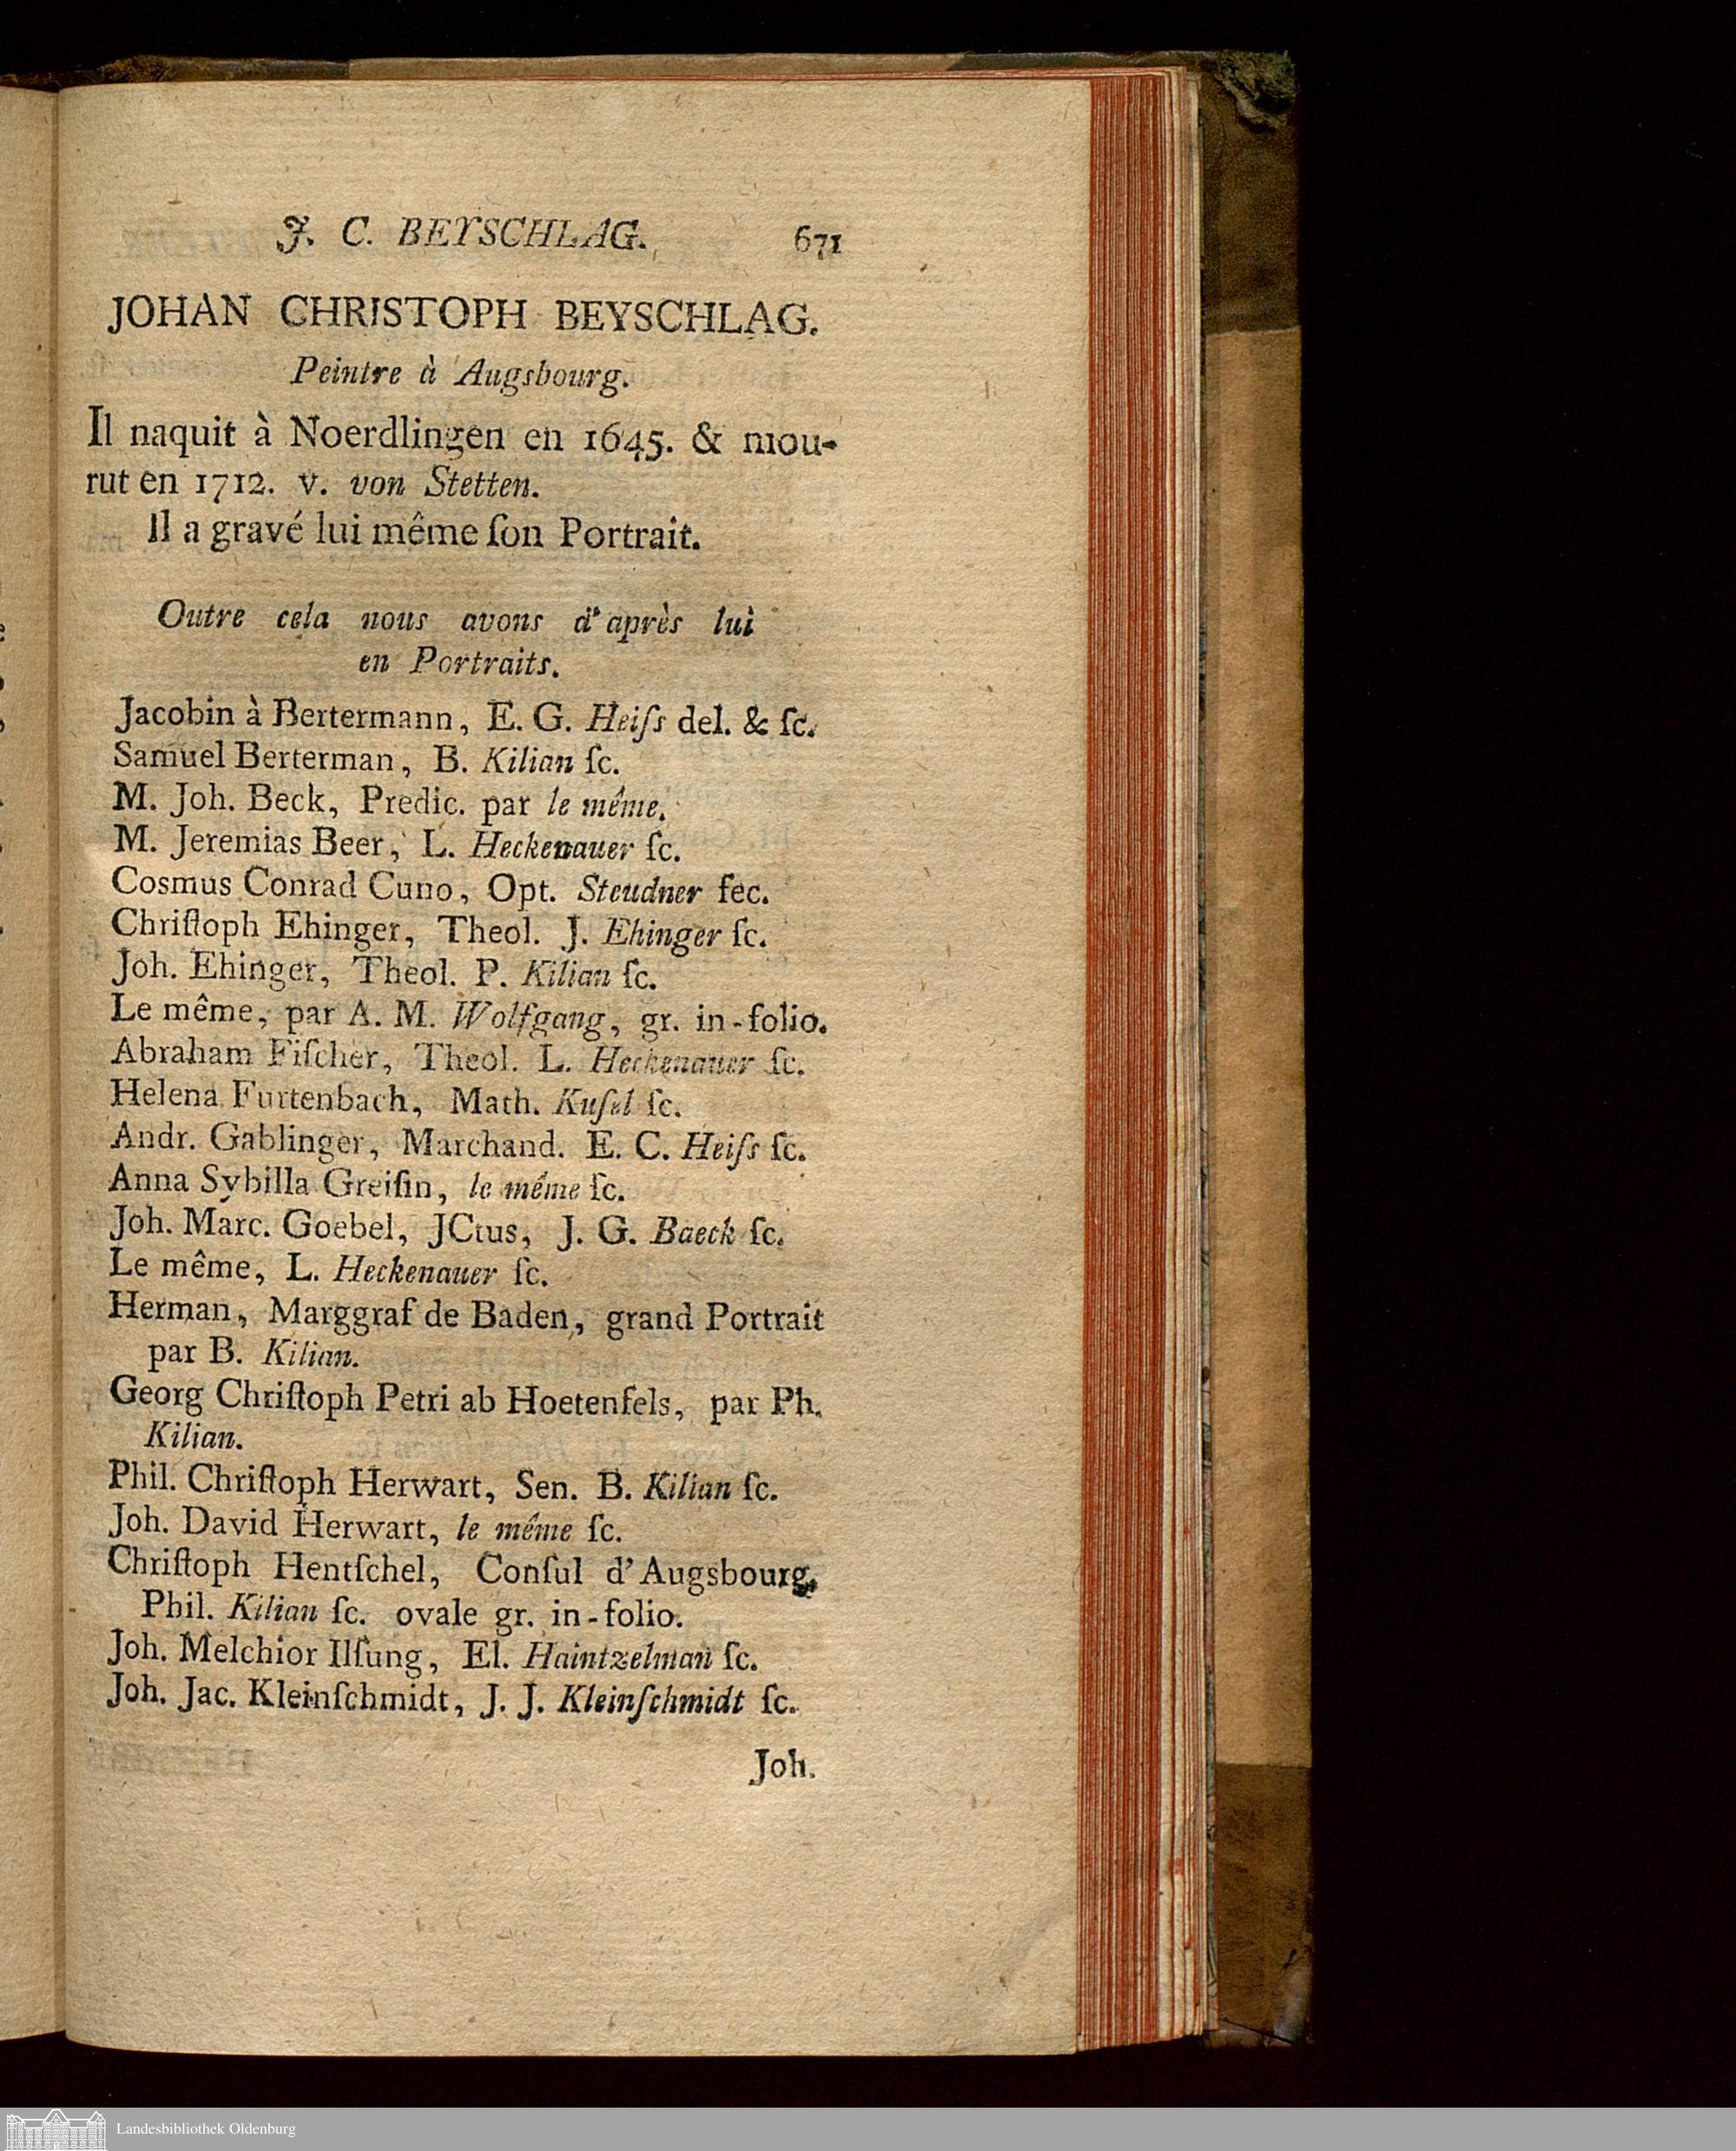 J. C. BEYSCHLAG. 671
JOHAN CHRISTOPH BEYSCHLAG.
Peintre à Augsbourg.
Il naquit à Noerdlingen en 1645. & mou-
rut en 1712. v. von Stetten.
Il a gravé lui même ſon Portrait.
Outre cela nous avons d'après lui
en Portraits.
Jacobin à Bertermann, E. G. Heiſs del. & ſc.
Samuel Berterman, B. Kilian ſc.
M. Joh. Beck, Predic. par le même.
M. Jeremias Beer, L. Heckenauer ſc.
Cosmus Conrad Cuno, Opt. Steudner fec.
Chriſtoph Ehinger, Theol. J. Ehinger ſc.
Joh. Ehinger, Theol. P. Kilian ſc.
Le même, par A. M. Wolfgang, gr. in-folio.
Abraham Fiſcher, Theol. L. Heckenauer ſc.
Helena Furtenbach, Math. Kuſel ſc.
Andr. Gablinger, Marchand. E. C. Heiſs ſc.
Anna Sybilla Greiſin, le même ſc.
Joh. Marc. Goebel, JCtus, J. G. Baeck ſc.
Le même, L. Heckenauer ſc.
Herman, Marggraf de Baden, grand Portrait
par B. Kilian.
Georg Chriſtoph Petri ab Hoetenfels, par Ph.
Kilian.
Phil. Chriſtoph Herwart, Sen. B. Kilian ſc.
Joh. David Herwart, le même ſc.
Chriſtoph Hentſchel, Conſul d'Augsbourg,
Phil. Kilian ſc. ovale gr. in-folio.
Joh. Melchior Ilſung, El. Haintzelman ſc.
Joh. Jac. Kleinſchmidt, J. J. Kleinſchmidt ſc.
Joh.
Landesbibliothek Oldenburg